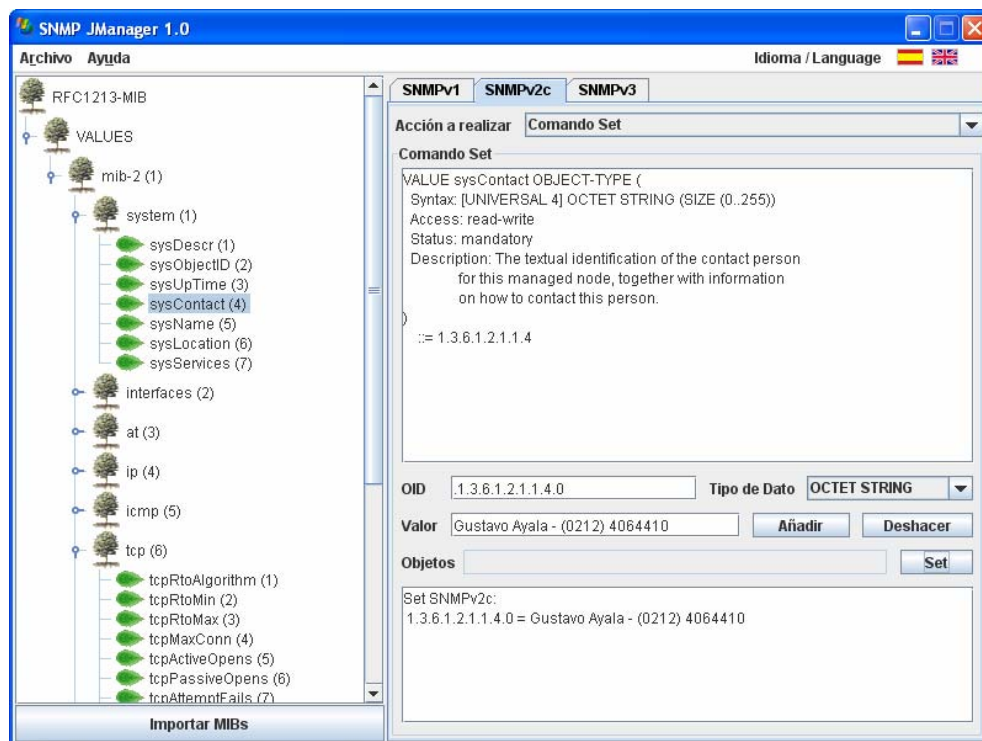 SNMP JManager 1.0
Archivo Ayuda
Idioma / Language
RFC1213-MIB
VALUES
mib-2 (1)
system (1)
sysDescr (1)
sysObjectID (2)
sysUpTime (3)
sysContact (4)
sysName (5)
sysLocation (6)
sysServices (7)
interfaces (2)
at (3)
ip (4)
icmp (5)
tcp (6)
tcpRtoAlgorithm (1)
tcpRtoMin (2)
tcpRtoMax (3)
tcpMaxConn (4)
tcpActiveOpens (5)
tcpPassiveOpens (6)
tcpAttemptFails (7)
Importar MIBs
SNMPv1 SNMPv2c SNMPv3
Acción a realizar Comando Set
Comando Set
VALUE sysContact OBJECT-TYPE (
Syntax: [UNIVERSAL 4] OCTET STRING (SIZE (0..255))
Access: read-write
Status: mandatory
Description: The textual identification of the contact person
for this managed node, together with information
on how to contact this person.
)
::= 1.3.6.1.2.1.1.4
OID .1.3.6.1.2.1.1.4.0 Tipo de Dato OCTET STRING
Valor Gustavo Ayala - (0212) 4064410 Añadir Deshacer
Objetos Set
Set SNMPv2c:
1.3.6.1.2.1.1.4.0 = Gustavo Ayala - (0212) 4064410